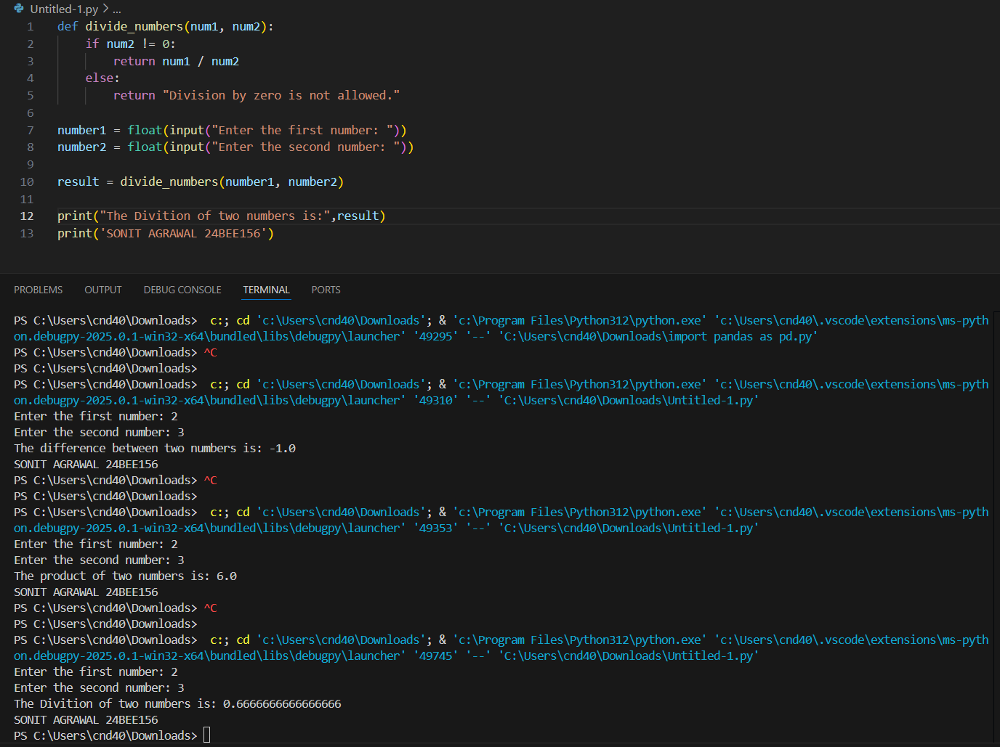 Untitled-1.py > ...
1 def divide_numbers(num1, num2):
2 if num2 != 0:
3 return num1 / num2
4 else:
5 return "Division by zero is not allowed."
6
7 number1 = float(input("Enter the first number: "))
8 number2 = float(input("Enter the second number: "))
9
10 result = divide_numbers(number1, number2)
11
12 print("The Divition of two numbers is:",result)
13 print('SONIT AGRAWAL 24BEE156')
PROBLEMS OUTPUT DEBUG CONSOLE TERMINAL PORTS
PS C:\Users\cnd40\Downloads>  c:; cd 'c:\Users\cnd40\Downloads'; & 'c:\Program Files\Python312\python.exe' 'c:\Users\cnd40\.vscode\extensions\ms-pyth
on.debugpy-2025.0.1-win32-x64\bundled\libs\debugpy\launcher' '49295' '--' 'C:\Users\cnd40\Downloads\import pandas as pd.py'
PS C:\Users\cnd40\Downloads> ^C
PS C:\Users\cnd40\Downloads>
PS C:\Users\cnd40\Downloads>  c:; cd 'c:\Users\cnd40\Downloads'; & 'c:\Program Files\Python312\python.exe' 'c:\Users\cnd40\.vscode\extensions\ms-pyth
on.debugpy-2025.0.1-win32-x64\bundled\libs\debugpy\launcher' '49310' '--' 'C:\Users\cnd40\Downloads\Untitled-1.py'
Enter the first number: 2
Enter the second number: 3
The difference between two numbers is: -1.0
SONIT AGRAWAL 24BEE156
PS C:\Users\cnd40\Downloads> ^C
PS C:\Users\cnd40\Downloads>
PS C:\Users\cnd40\Downloads>  c:; cd 'c:\Users\cnd40\Downloads'; & 'c:\Program Files\Python312\python.exe' 'c:\Users\cnd40\.vscode\extensions\ms-pyth
on.debugpy-2025.0.1-win32-x64\bundled\libs\debugpy\launcher' '49353' '--' 'C:\Users\cnd40\Downloads\Untitled-1.py'
Enter the first number: 2
Enter the second number: 3
The product of two numbers is: 6.0
SONIT AGRAWAL 24BEE156
PS C:\Users\cnd40\Downloads> ^C
PS C:\Users\cnd40\Downloads>
PS C:\Users\cnd40\Downloads>  c:; cd 'c:\Users\cnd40\Downloads'; & 'c:\Program Files\Python312\python.exe' 'c:\Users\cnd40\.vscode\extensions\ms-pyth
on.debugpy-2025.0.1-win32-x64\bundled\libs\debugpy\launcher' '49745' '--' 'C:\Users\cnd40\Downloads\Untitled-1.py'
Enter the first number: 2
Enter the second number: 3
The Divition of two numbers is: 0.6666666666666666
SONIT AGRAWAL 24BEE156
PS C:\Users\cnd40\Downloads>